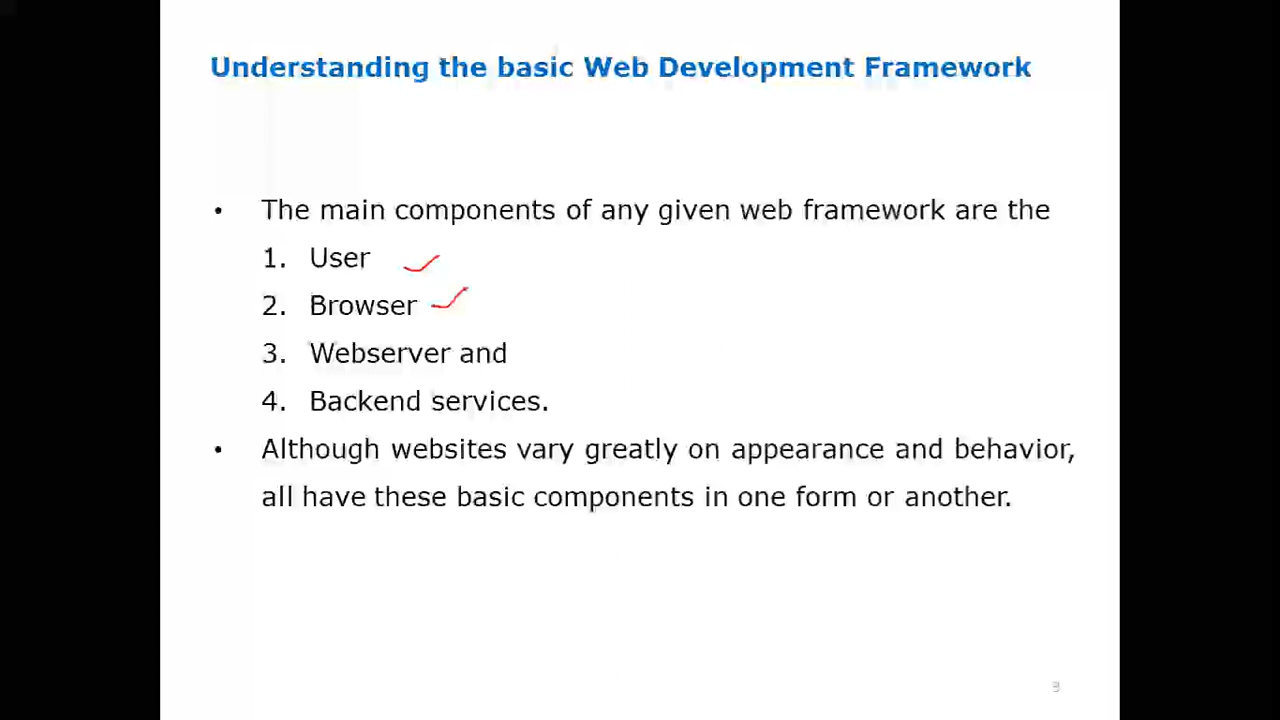 Understanding the basic Web Development Framework
• The main components of any given web framework are the
1. User
2. Browser
3. Webserver and
4. Backend services.
• Although websites vary greatly on appearance and behavior,
all have these basic components in one form or another.
3